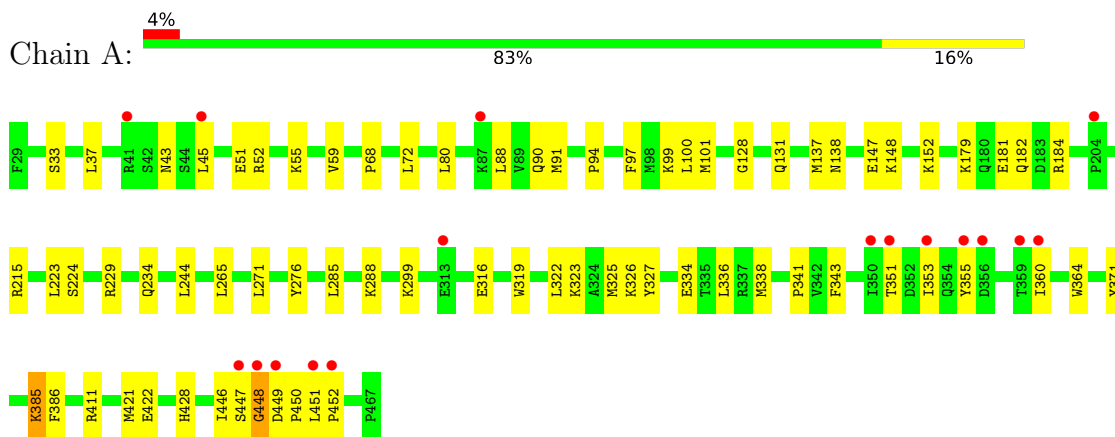 4%
Chain A:
83% 16%
F29 S33 L37 R41 S42 N43 S44 L45 E51 R52 K55 V59 P68 L72 L80 K87 L88 V89 Q90 M91 P94 F97 M98 K99 L100 M101 G128 Q131 M137 N138 E147 K148 K152 K179 Q180 E181 Q182 D183 R184 P204
R215 L223 S224 R229 Q234 L244 L265 L271 Y276 L285 K288 K299 E313 E316 W319 L322 K323 A324 M325 K326 Y327 E334 T335 L336 R337 M338 P341 V342 F343 I350 T351 D352 I353 Q354 Y355 D356 T359 I360 W364
K385 F386 R411 M421 E422 H428 I446 S447 G448 D449 P450 L451 P452 P467